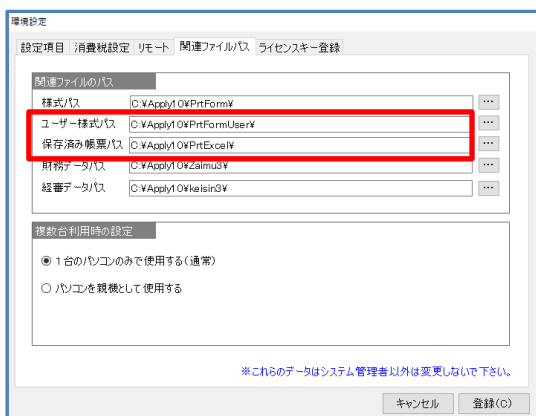 環境設定
設定項目 消費税設定 リモート 関連ファイルパス ライセンスキー登録
関連ファイルのパス
様式パス C:¥Apply10¥PrtForm¥ ...
ユーザー様式パス C:¥Apply10¥PrtFormUser¥ ...
保存済み帳票パス C:¥Apply10¥PrtExcel¥ ...
財務データパス C:¥Apply10¥Zaimu3¥ ...
経審データパス C:¥Apply10¥keisin3¥ ...
複数台利用時の設定
1台のパソコンのみで使用する(通常)
パソコンを親機として使用する
※これらのデータはシステム管理者以外は変更しないで下さい。
キャンセル 登録(C)